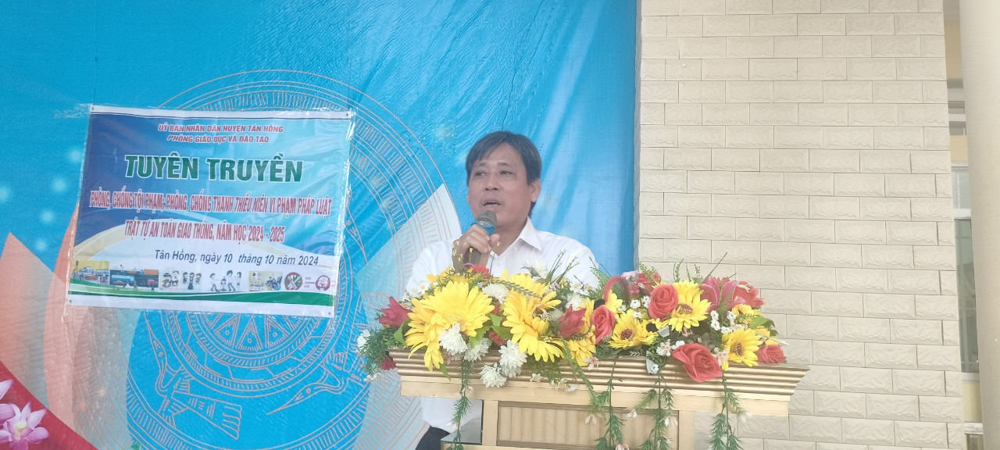 UỶ BAN NHÂN DÂN HUYỆN TÂN HỒNG
PHÒNG GIÁO DỤC VÀ ĐÀO TẠO
TUYÊN TRUYỀN
PHÒNG, CHỐNG TỘI PHẠM; PHÒNG, CHỐNG THANH THIẾU NIÊN VI PHẠM PHÁP LUẬT
TRẬT TỰ AN TOÀN GIAO THÔNG, NĂM HỌC 2024 - 2025
Tân Hồng, ngày 10 tháng 10 năm 2024